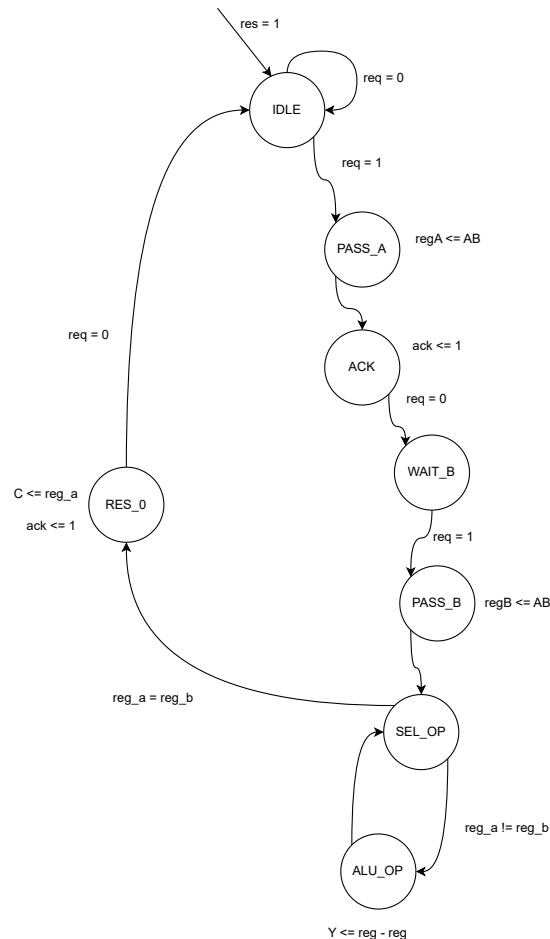 res = 1
req = 0
IDLE
req = 1
PASS_A
regA <= AB
ack <= 1
ACK
req = 0
req = 0
WAIT_B
C <= reg_a
RES_0
ack <= 1
req = 1
PASS_B
regB <= AB
reg_a = reg_b
SEL_OP
reg_a != reg_b
ALU_OP
Y <= reg - reg